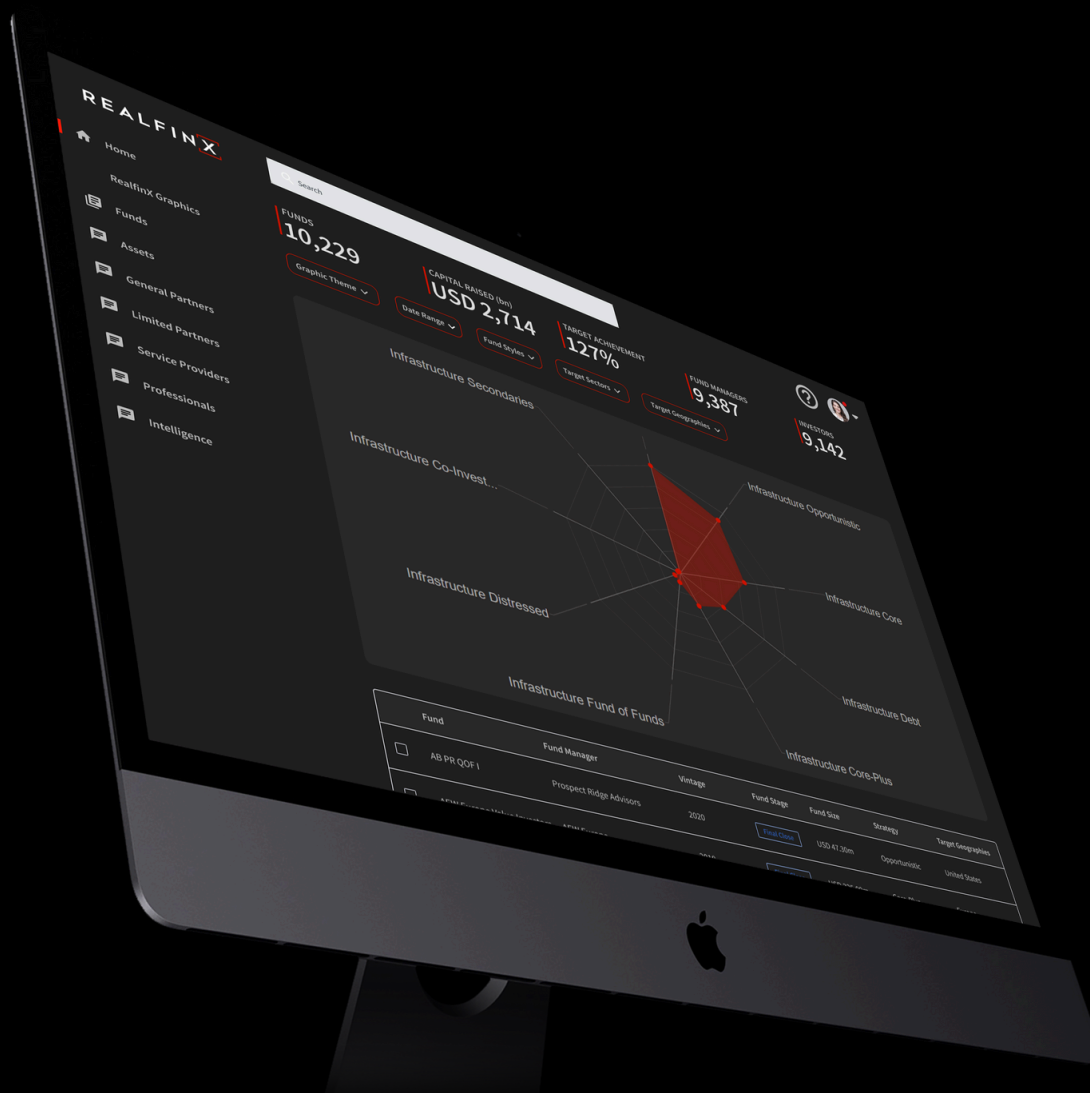 REALFINX
Home
RealfinX Graphics
Funds
Assets
General Partners
Limited Partners
Service Providers
Professionals
Intelligence
Search
FUNDS
10,229
CAPITAL RAISED (bn)
USD 2,714
TARGET ACHIEVEMENT
127%
FUND MANAGERS
9,387
INVESTORS
9,142
Graphic Theme
Date Range
Fund Styles
Target Sectors
Target Geographies
Infrastructure Secondaries
Infrastructure Co-Invest...
Infrastructure Distressed
Infrastructure Fund of Funds
Infrastructure Opportunistic
Infrastructure Core
Infrastructure Debt
Infrastructure Core-Plus
Fund Fund Manager Vintage Fund Stage Fund Size Strategy Target Geographies
AB PR QOF I Prospect Ridge Advisors 2020 Final Close USD 47.30m Opportunistic United States